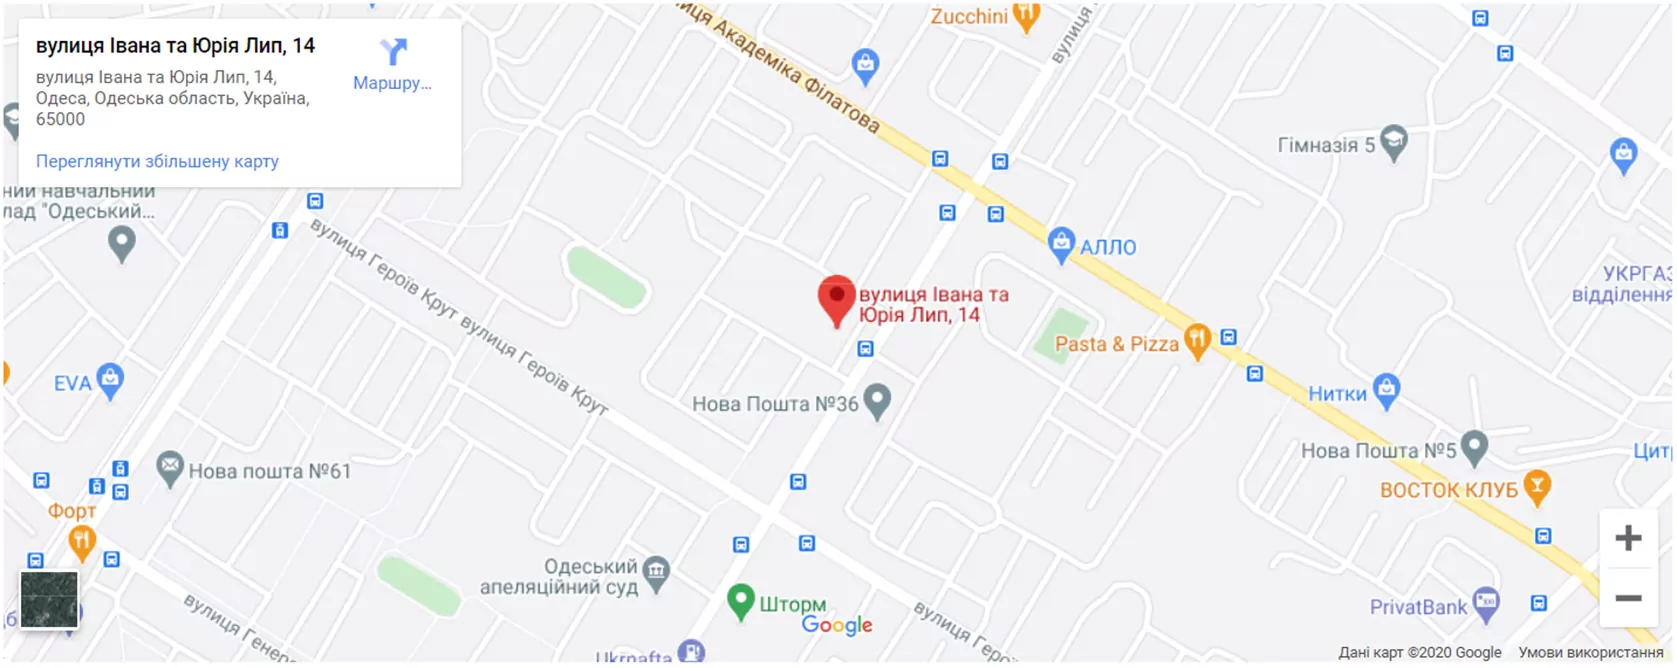 вулиця Івана та Юрія Лип, 14
вулиця Івана та Юрія Лип, 14,
Одеса, Одеська область, Україна,
65000
Маршру...
Переглянути збільшену карту
Zucchini
вулиця
вулиця Академіка Філатова
Гімназія 5
ний навчальний
лад "Одеський...
АЛЛО
УКРГАЗ
відділення
вулиця Героїв Крут
вулиця Героїв Крут
вулиця Івана та
Юрія Лип, 14
Pasta & Pizza
EVA
Нитки
Нова Пошта №36
Нова Пошта №5
Цитр
Нова пошта №61
ВОСТОК КЛУБ
Форт
Одеський
апеляційний суд
Шторм
Google
PrivatBank
вулиця Генера
вулиця Геро
Ukrnafta
Дані карт ©2020 Google
Умови використання